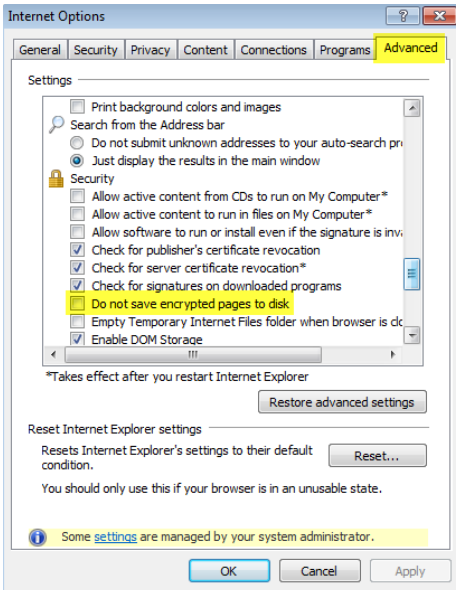 Internet Options
General Security Privacy Content Connections Programs Advanced
Settings
Print background colors and images
Search from the Address bar
Do not submit unknown addresses to your auto-search pr
Just display the results in the main window
Security
Allow active content from CDs to run on My Computer*
Allow active content to run in files on My Computer*
Allow software to run or install even if the signature is inv
Check for publisher's certificate revocation
Check for server certificate revocation*
Check for signatures on downloaded programs
Do not save encrypted pages to disk
Empty Temporary Internet Files folder when browser is clo
Enable DOM Storage
*Takes effect after you restart Internet Explorer
Restore advanced settings
Reset Internet Explorer settings
Resets Internet Explorer's settings to their default
condition.
Reset...
You should only use this if your browser is in an unusable state.
Some settings are managed by your system administrator.
OK Cancel Apply